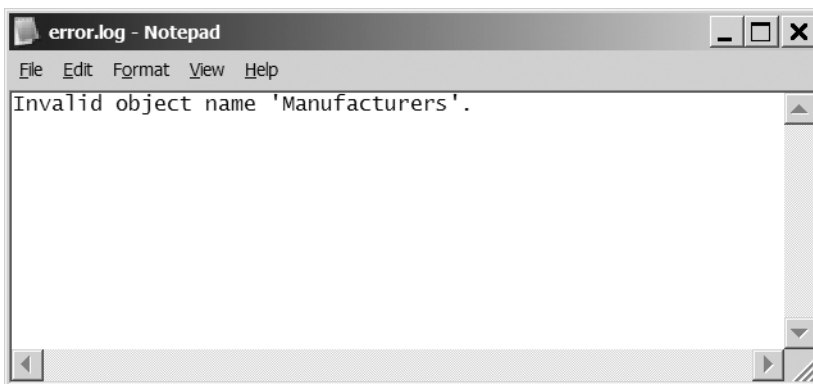 error.log - Notepad
File Edit Format View Help
Invalid object name 'Manufacturers'.